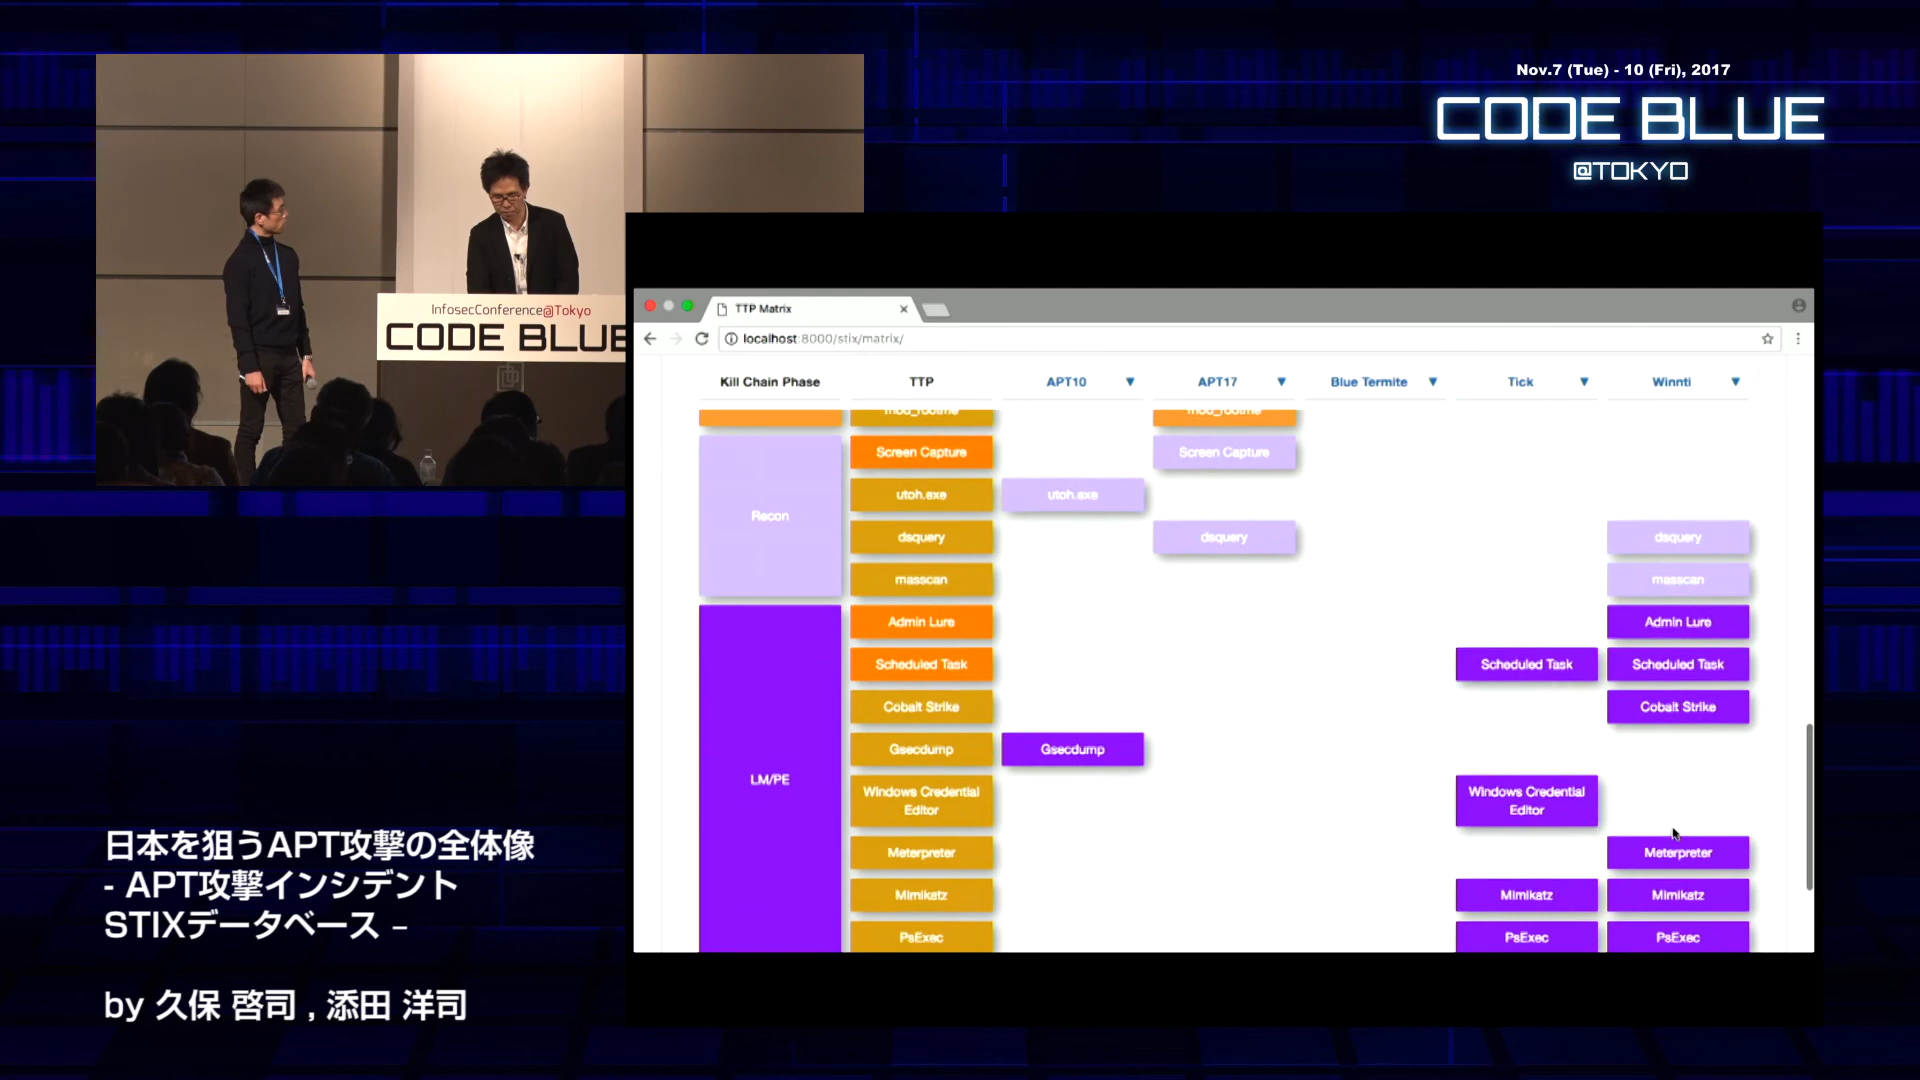 Nov.7 (Tue) - 10 (Fri), 2017
CODE BLUE
@TOKYO
InfosecConference@Tokyo
CODE BLUE
TTP Matrix
localhost:8000/stix/matrix/
Kill Chain Phase TTP APT10 ▼ APT17 ▼ Blue Termite ▼ Tick ▼ Winnti ▼
mod_rootme mod_rootme
Screen Capture Screen Capture
utoh.exe utoh.exe
Recon
dsquery dsquery dsquery
masscan masscan
Admin Lure Admin Lure
Scheduled Task Scheduled Task Scheduled Task
Cobalt Strike Cobalt Strike
Gsecdump Gsecdump
LM/PE
Windows Credential Windows Credential
Editor Editor
Meterpreter Meterpreter
Mimikatz Mimikatz Mimikatz
PsExec PsExec PsExec
日本を狙うAPT攻撃の全体像
- APT攻撃インシデント
STIXデータベース –
by 久保 啓司 , 添田 洋司